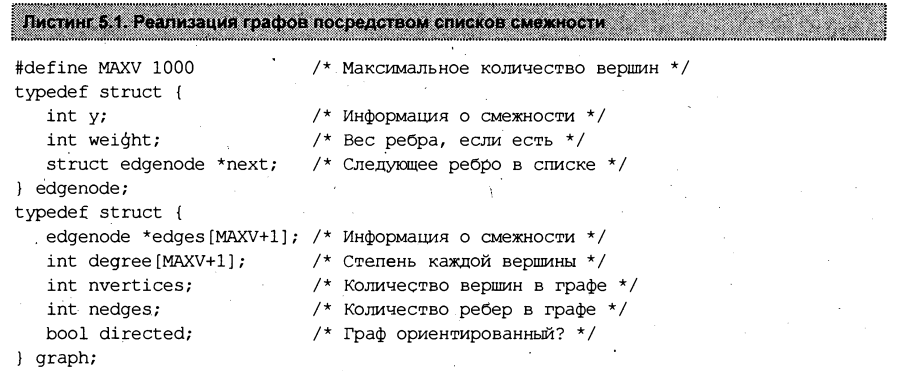 Листинг 5.1. Реализация графов посредством списков смежности
#define MAXV 1000 /* Максимальное количество вершин */
typedef struct {
int y; /* Информация о смежности */
int weight; /* Вес ребра, если есть */
struct edgenode *next; /* Следующее ребро в списке */
} edgenode;
typedef struct {
edgenode *edges[MAXV+1]; /* Информация о смежности */
int degree[MAXV+1]; /* Степень каждой вершины */
int nvertices; /* Количество вершин в графе */
int nedges; /* Количество ребер в графе */
bool directed; /* Граф ориентированный? */
} graph;